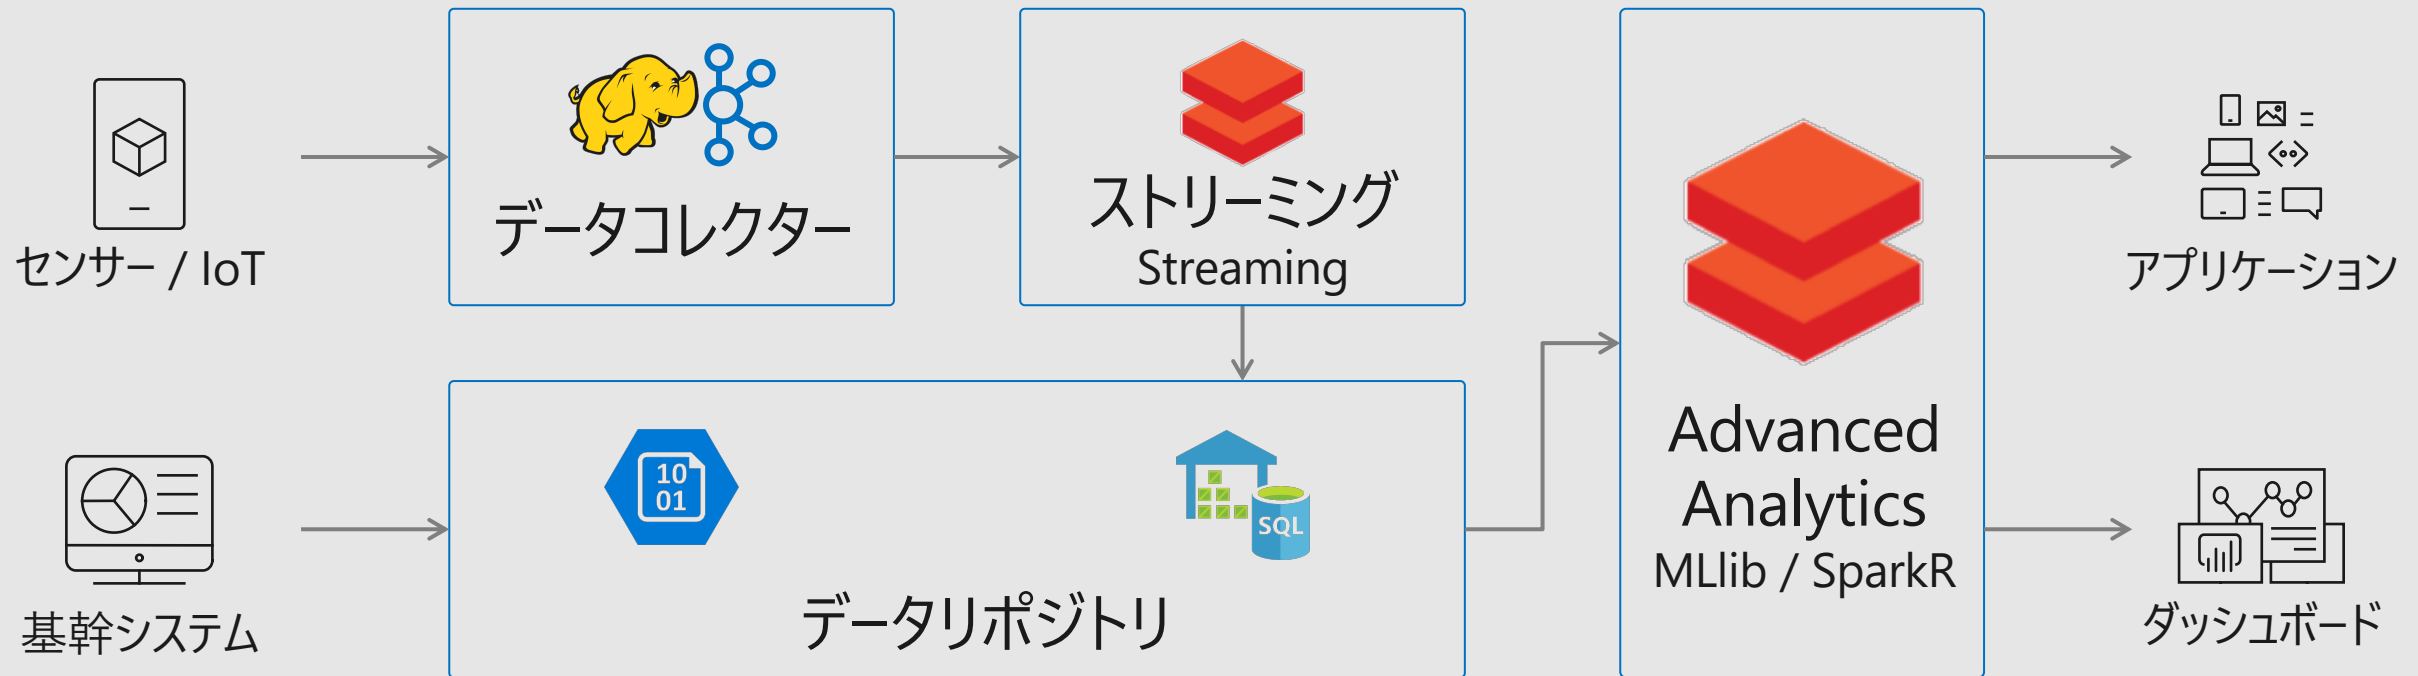 センサー / IoT
データコレクター
ストリーミング
Streaming
基幹システム
10
01
SQL
データリポジトリ
Advanced
Analytics
MLlib / SparkR
アプリケーション
ダッシュボード